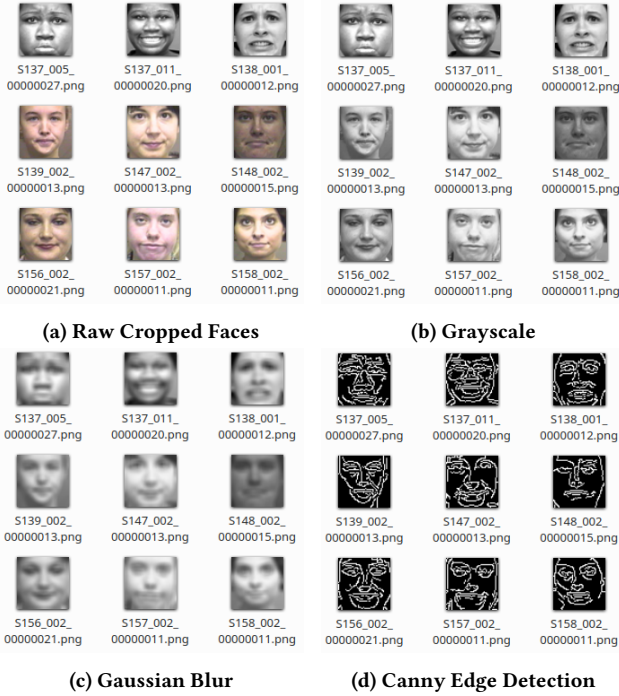 S137_005_ S137_011_ S138_001_
00000027.png 00000020.png 00000012.png
S139_002_ S147_002_ S148_002_
00000013.png 00000013.png 00000015.png
S156_002_ S157_002_ S158_002_
00000021.png 00000011.png 00000011.png
(a) Raw Cropped Faces
S137_005_ S137_011_ S138_001_
00000027.png 00000020.png 00000012.png
S139_002_ S147_002_ S148_002_
00000013.png 00000013.png 00000015.png
S156_002_ S157_002_ S158_002_
00000021.png 00000011.png 00000011.png
(b) Grayscale
S137_005_ S137_011_ S138_001_
00000027.png 00000020.png 00000012.png
S139_002_ S147_002_ S148_002_
00000013.png 00000013.png 00000015.png
S156_002_ S157_002_ S158_002_
00000021.png 00000011.png 00000011.png
(c) Gaussian Blur
S137_005_ S137_011_ S138_001_
00000027.png 00000020.png 00000012.png
S139_002_ S147_002_ S148_002_
00000013.png 00000013.png 00000015.png
S156_002_ S157_002_ S158_002_
00000021.png 00000011.png 00000011.png
(d) Canny Edge Detection